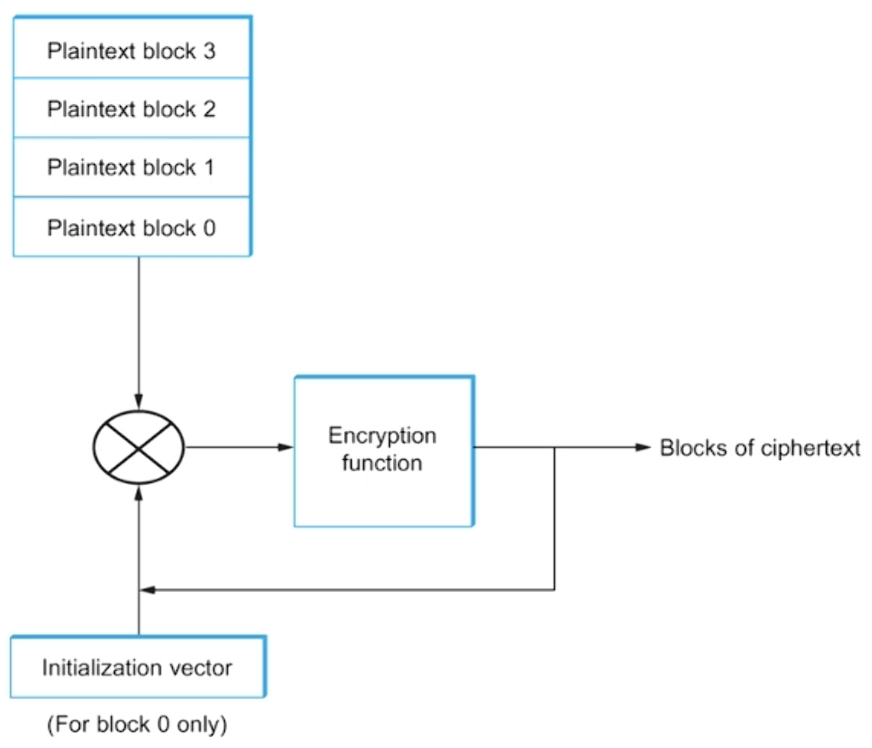 Plaintext block 3
Plaintext block 2
Plaintext block 1
Plaintext block 0
Encryption
function
Blocks of ciphertext
Initialization vector
(For block 0 only)